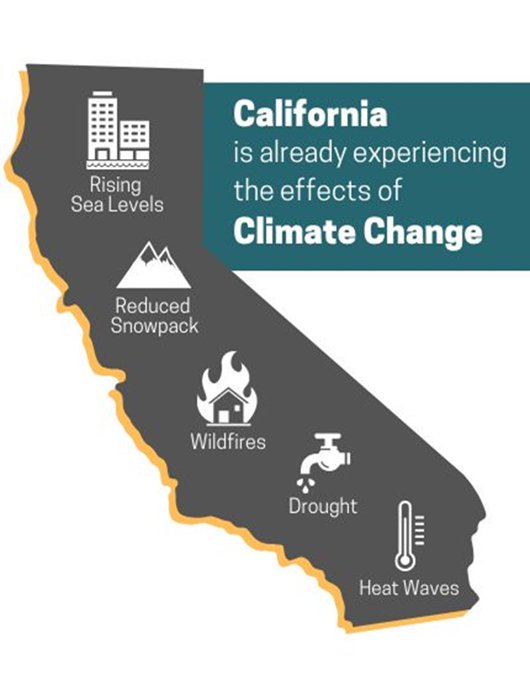 California
is already experiencing
the effects of
Climate Change
Rising
Sea Levels
Reduced
Snowpack
Wildfires
Drought
Heat Waves